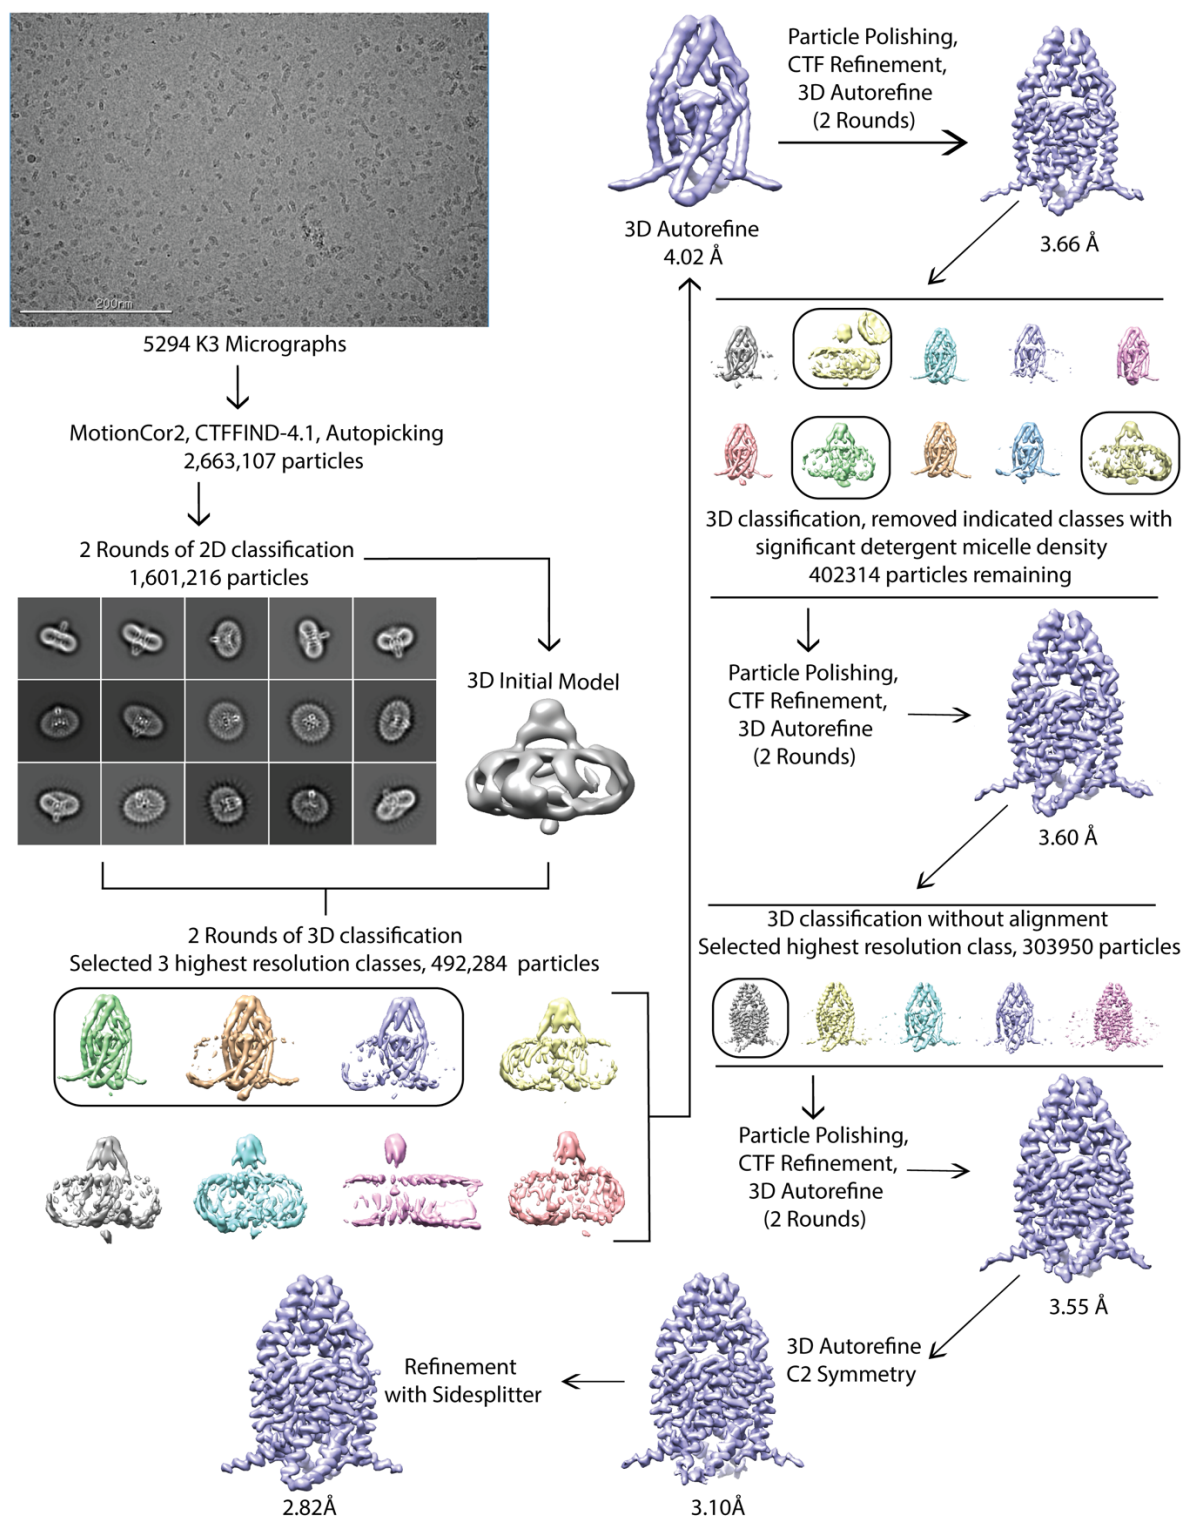 200nm
5294 K3 Micrographs
MotionCor2, CTFFIND-4.1, Autopicking
2,663,107 particles
2 Rounds of 2D classification
1,601,216 particles
3D Initial Model
2 Rounds of 3D classification
Selected 3 highest resolution classes, 492,284 particles
3D Autorefine
4.02 Å
Particle Polishing,
CTF Refinement,
3D Autorefine
(2 Rounds)
3.66 Å
3D classification, removed indicated classes with
significant detergent micelle density
402314 particles remaining
Particle Polishing,
CTF Refinement,
3D Autorefine
(2 Rounds)
3.60 Å
3D classification without alignment
Selected highest resolution class, 303950 particles
Particle Polishing,
CTF Refinement,
3D Autorefine
(2 Rounds)
3.55 Å
3D Autorefine
C2 Symmetry
3.10Å
Refinement
with Sidesplitter
2.82Å